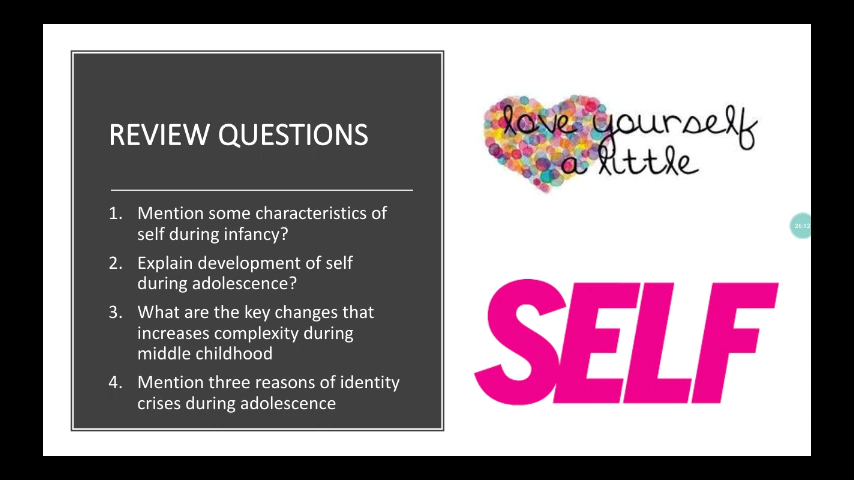 REVIEW QUESTIONS
1. Mention some characteristics of
self during infancy?
2. Explain development of self
during adolescence?
3. What are the key changes that
increases complexity during
middle childhood
4. Mention three reasons of identity
crises during adolescence
love yourself
a little
SELF